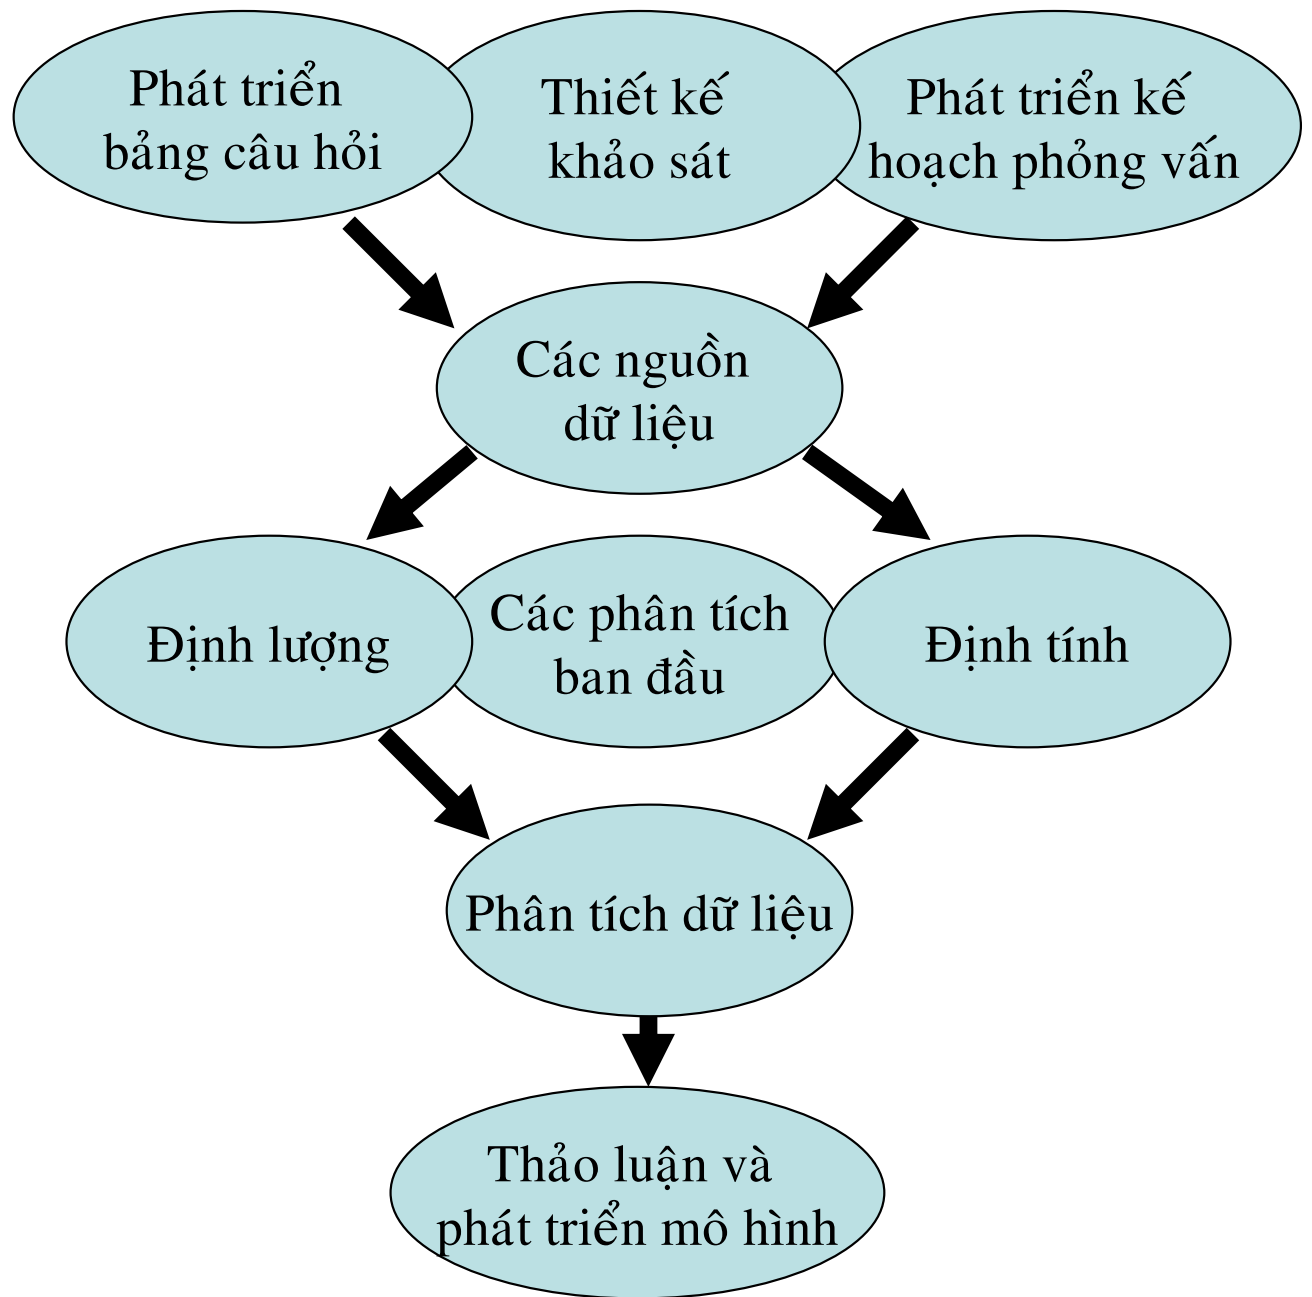 Phát triển
bảng câu hỏi
Thiết kế
khảo sát
Phát triển kế
hoạch phỏng vấn
Các nguồn
dữ liệu
Định lượng
Các phân tích
ban đầu
Định tính
Phân tích dữ liệu
Thảo luận và
phát triển mô hình